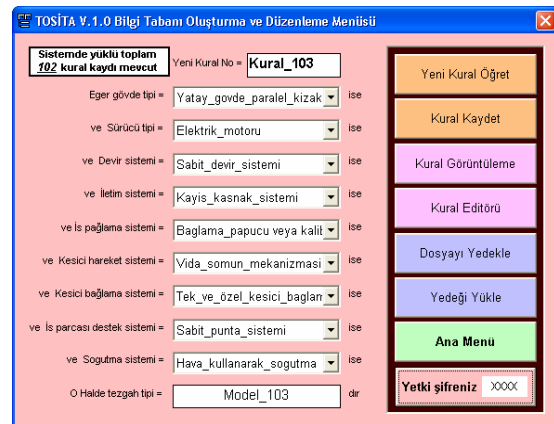 TOSİTA V.1.0 Bilgi Tabanı Oluşturma ve Düzenleme Menüsü
Sistemde yüklü toplam
102 kural kaydı mevcut
Yeni Kural No = Kural_103
Eger gövde tipi = Yatay_govde_paralel_kizak ise
ve Sürücü tipi = Elektrik_motoru ise
ve Devir sistemi = Sabit_devir_sistemi ise
ve İletim sistemi = Kayis_kasnak_sistemi ise
ve İs pağlama sistemi = Baglama_papucu veya kalıt ise
ve Kesici hareket sistemi = Vida_somun_mekanizmasi ise
ve Kesici bağlama sistemi = Tek_ve_özel_kesici_baglam ise
ve İs parcası destek sistemi = Sabit_punta_sistemi ise
ve Sogutma sistemi = Hava_kullanarak_sogutma ise
O Halde tezgah tipi = Model_103 dır
Yeni Kural Öğret
Kural Kaydet
Kural Görüntüleme
Kural Editörü
Dosyayı Yedekle
Yedeği Yükle
Ana Menü
Yetki şifreniz XXXX